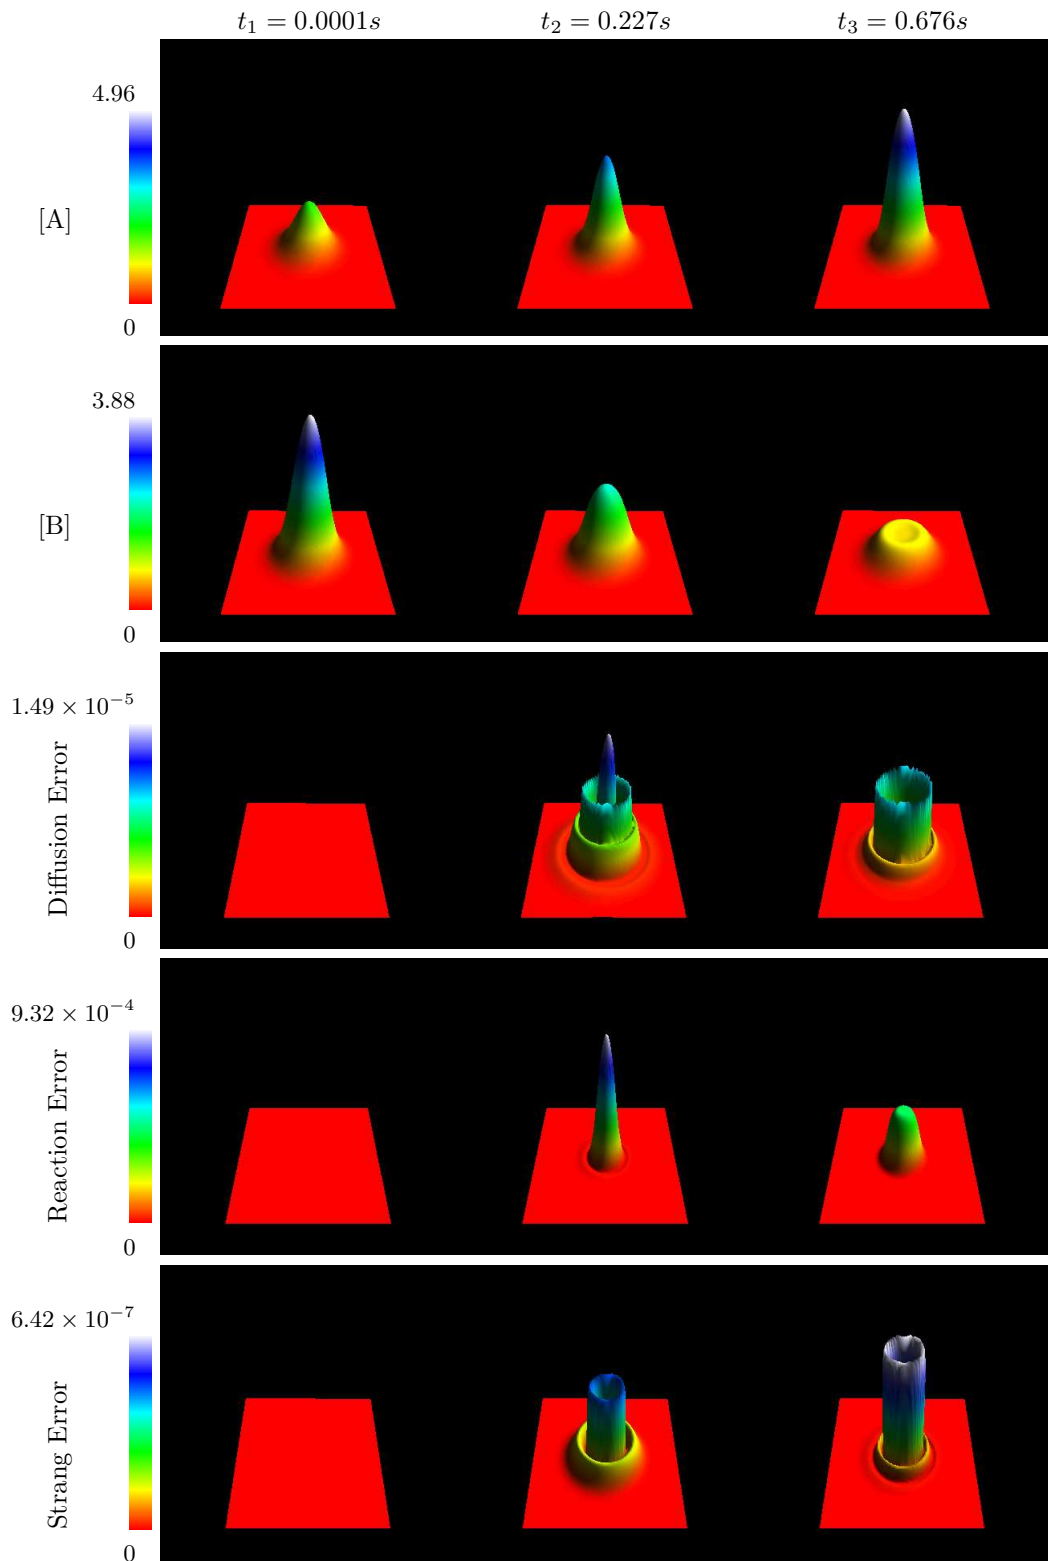 t₁ = 0.0001s t₂ = 0.227s t₃ = 0.676s
4.96
[A]
0
3.88
[B]
0
1.49 × 10⁻⁵
Diffusion Error
0
9.32 × 10⁻⁴
Reaction Error
0
6.42 × 10⁻⁷
Strang Error
0